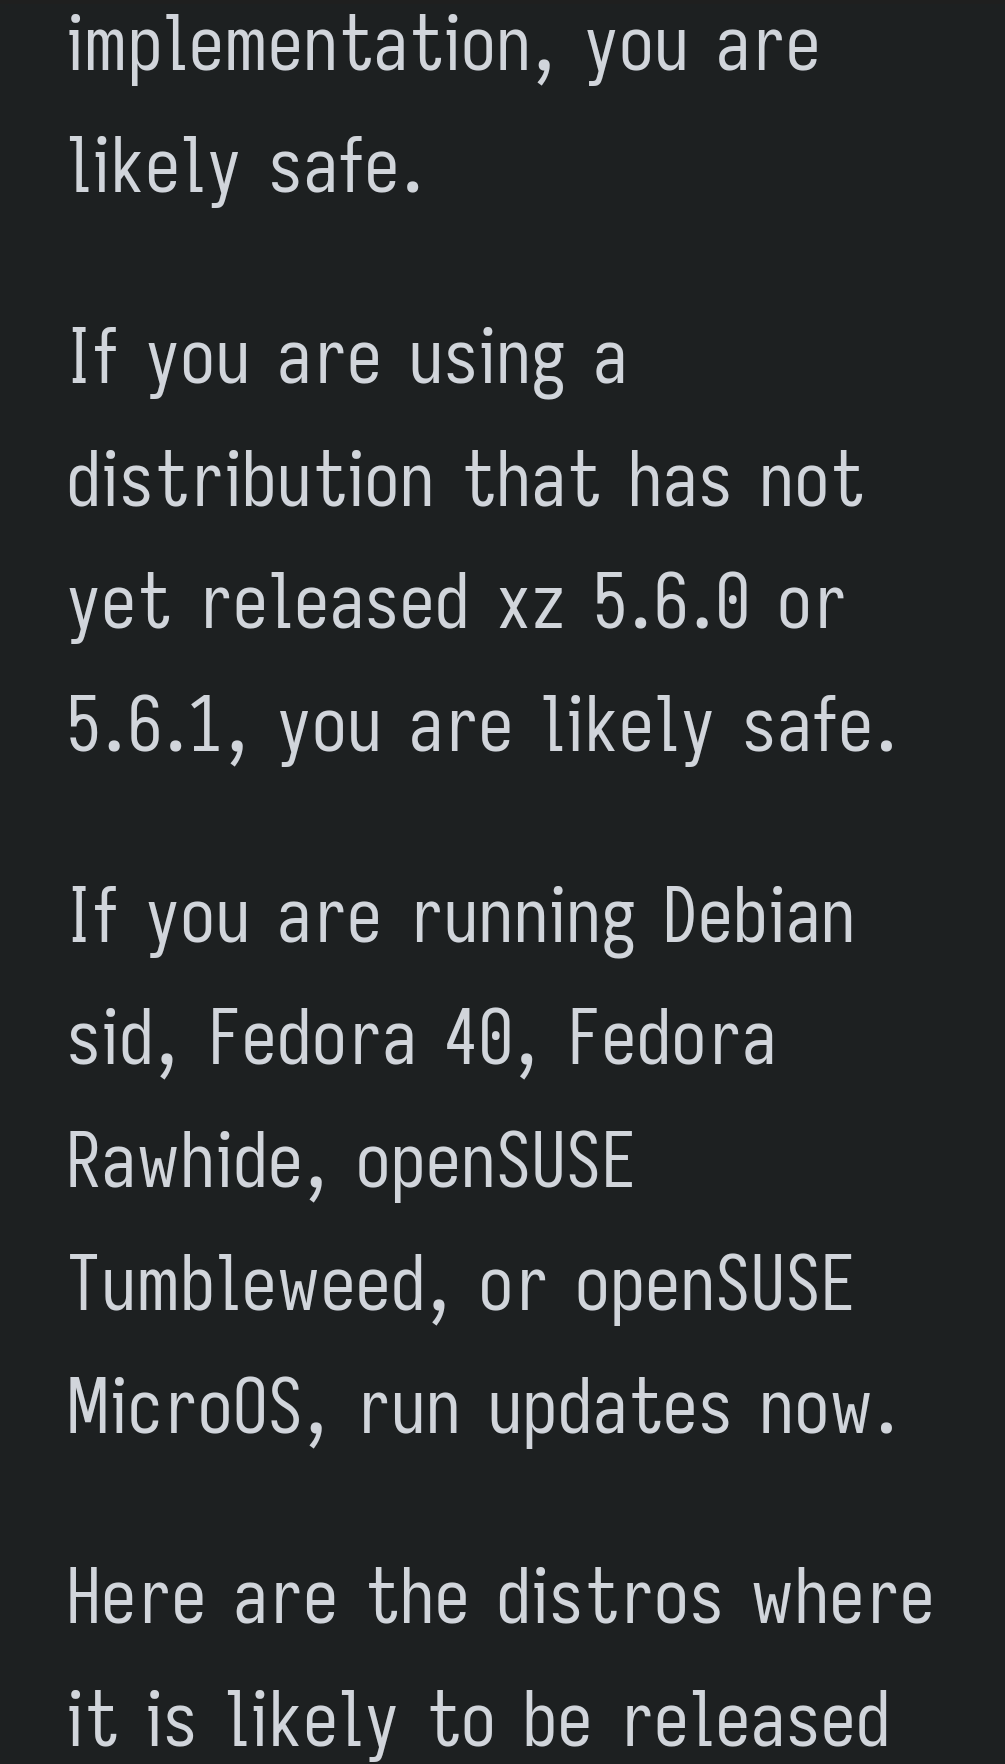 implementation, you are
likely safe.
If you are using a
distribution that has not
yet released xz 5.6.0 or
5.6.1, you are likely safe.
If you are running Debian
sid, Fedora 40, Fedora
Rawhide, openSUSE
Tumbleweed, or openSUSE
MicroOS, run updates now.
Here are the distros where
it is likely to be released